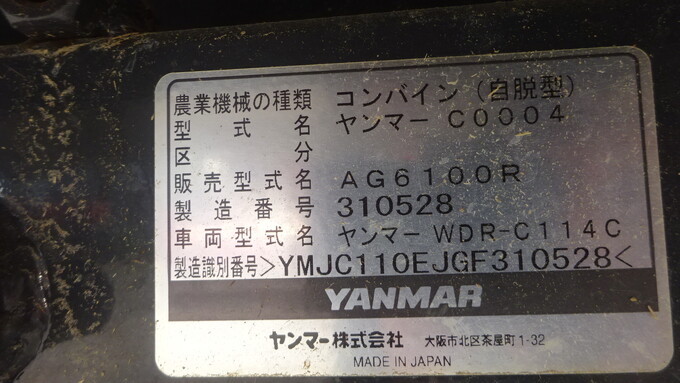 農業機械の種類 コンバイン（自脱型）
型式名 ヤンマー C0004
区分
販売型式名 AG6100R
製造番号 310528
車両型式名 ヤンマー WDR-C114C
製造識別番号 >YMJC110EJGF310528<
YANMAR
ヤンマー株式会社 大阪市北区茶屋町1-32
MADE IN JAPAN